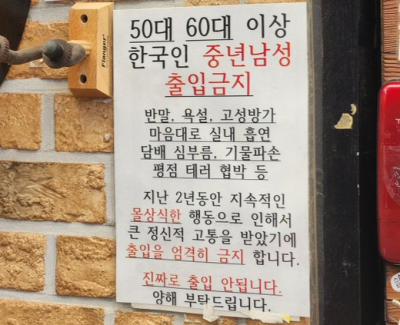 Flanger
50대 60대 이상
한국인 중년남성
출입금지
반말, 욕설, 고성방가
마음대로 실내 흡연
담배 심부름, 기물파손
평점 테러 협박 등
지난 2년동안 지속적인
몰상식한 행동으로 인해서
큰 정신적 고통을 받았기에
출입을 엄격히 금지 합니다.
진짜로 출입 안됩니다.
양해 부탁드립니다.